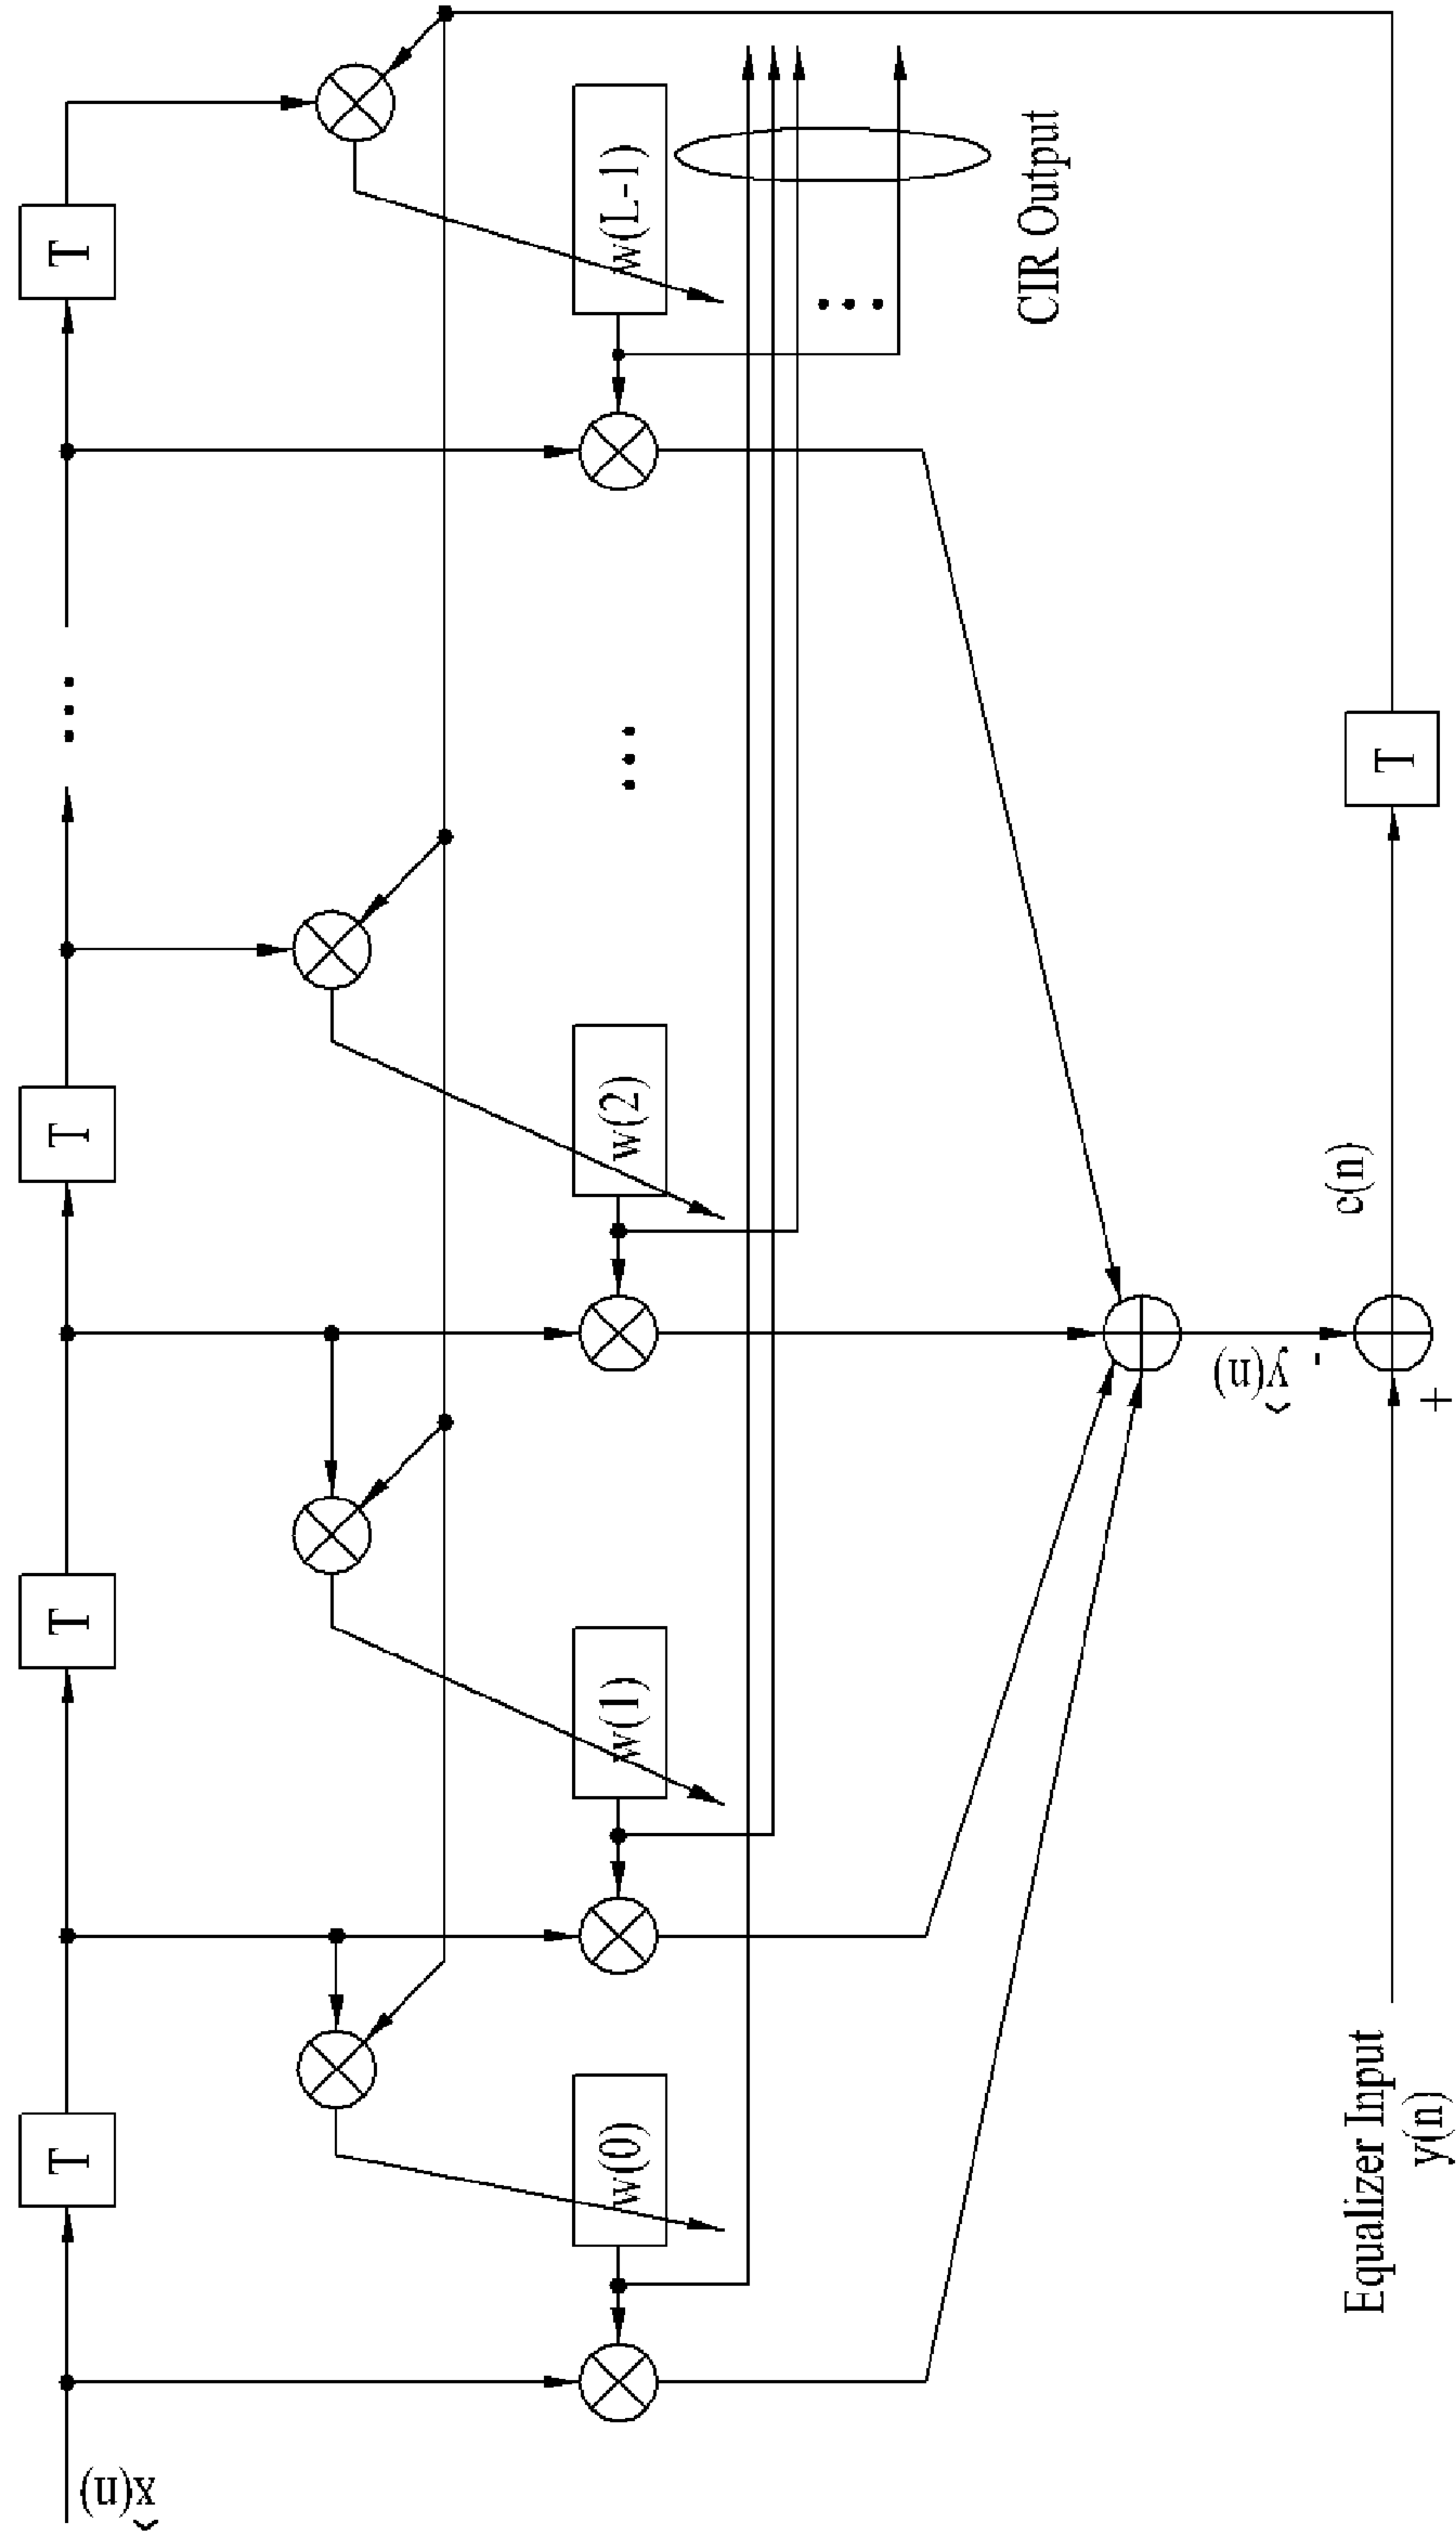 x̂(n)
T
T
T
...
T
w(0)
w(1)
w(2)
...
w(L-1)
...
CIR Output
ŷ(n)
-
c(n)
Equalizer Input
y(n)
+
T